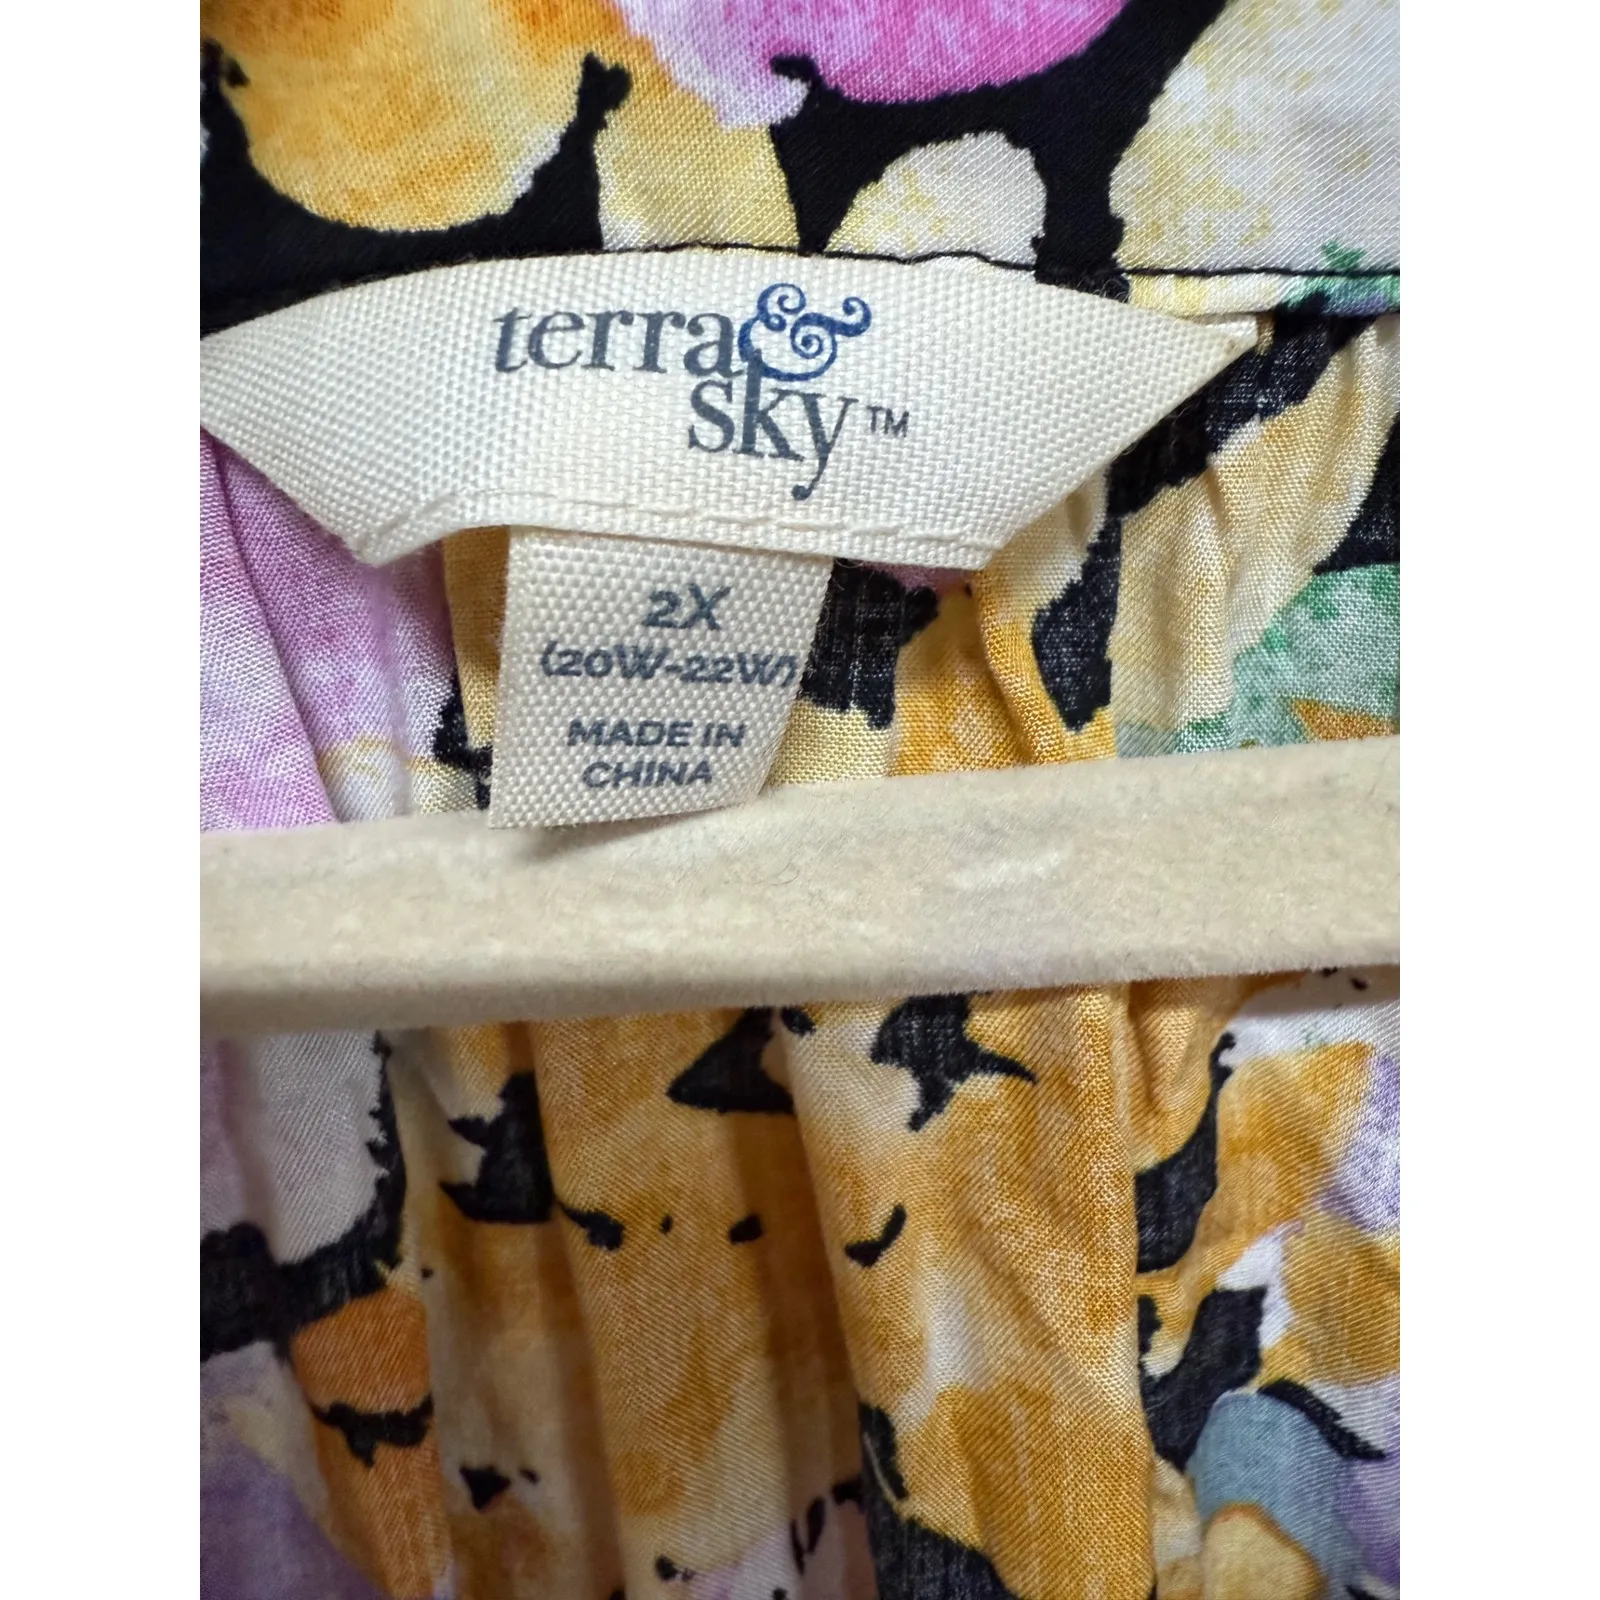 terra &
sky™
2X
(20W-22W)
MADE IN
CHINA